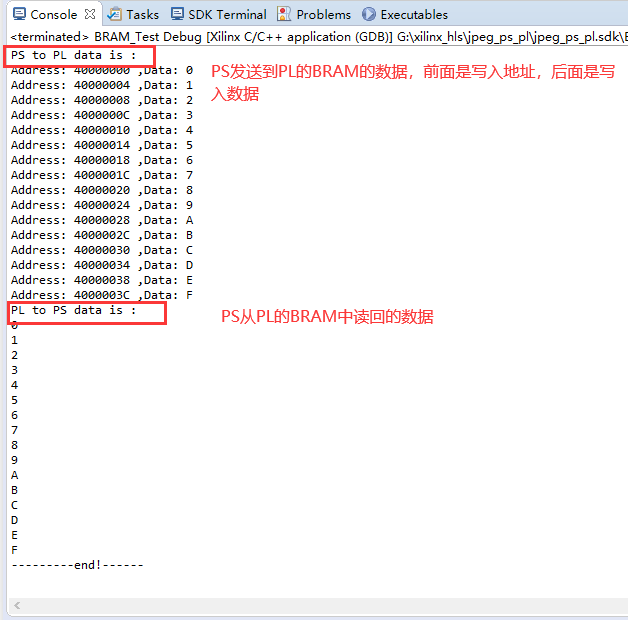 Console Tasks SDK Terminal Problems Executables
<terminated> BRAM_Test Debug [Xilinx C/C++ application (GDB)] G:\xilinx_hls\jpeg_ps_pl\jpeg_ps_pl.sdk\
PS to PL data is :
Address: 40000000 ,Data: 0
PS发送到PL的BRAM的数据，前面是写入地址，后面是写
入数据
Address: 40000004 ,Data: 1
Address: 40000008 ,Data: 2
Address: 4000000C ,Data: 3
Address: 40000010 ,Data: 4
Address: 40000014 ,Data: 5
Address: 40000018 ,Data: 6
Address: 4000001C ,Data: 7
Address: 40000020 ,Data: 8
Address: 40000024 ,Data: 9
Address: 40000028 ,Data: A
Address: 4000002C ,Data: B
Address: 40000030 ,Data: C
Address: 40000034 ,Data: D
Address: 40000038 ,Data: E
Address: 4000003C ,Data: F
PL to PS data is :
PS从PL的BRAM中读回的数据
0
1
2
3
4
5
6
7
8
9
A
B
C
D
E
F
---------end!------